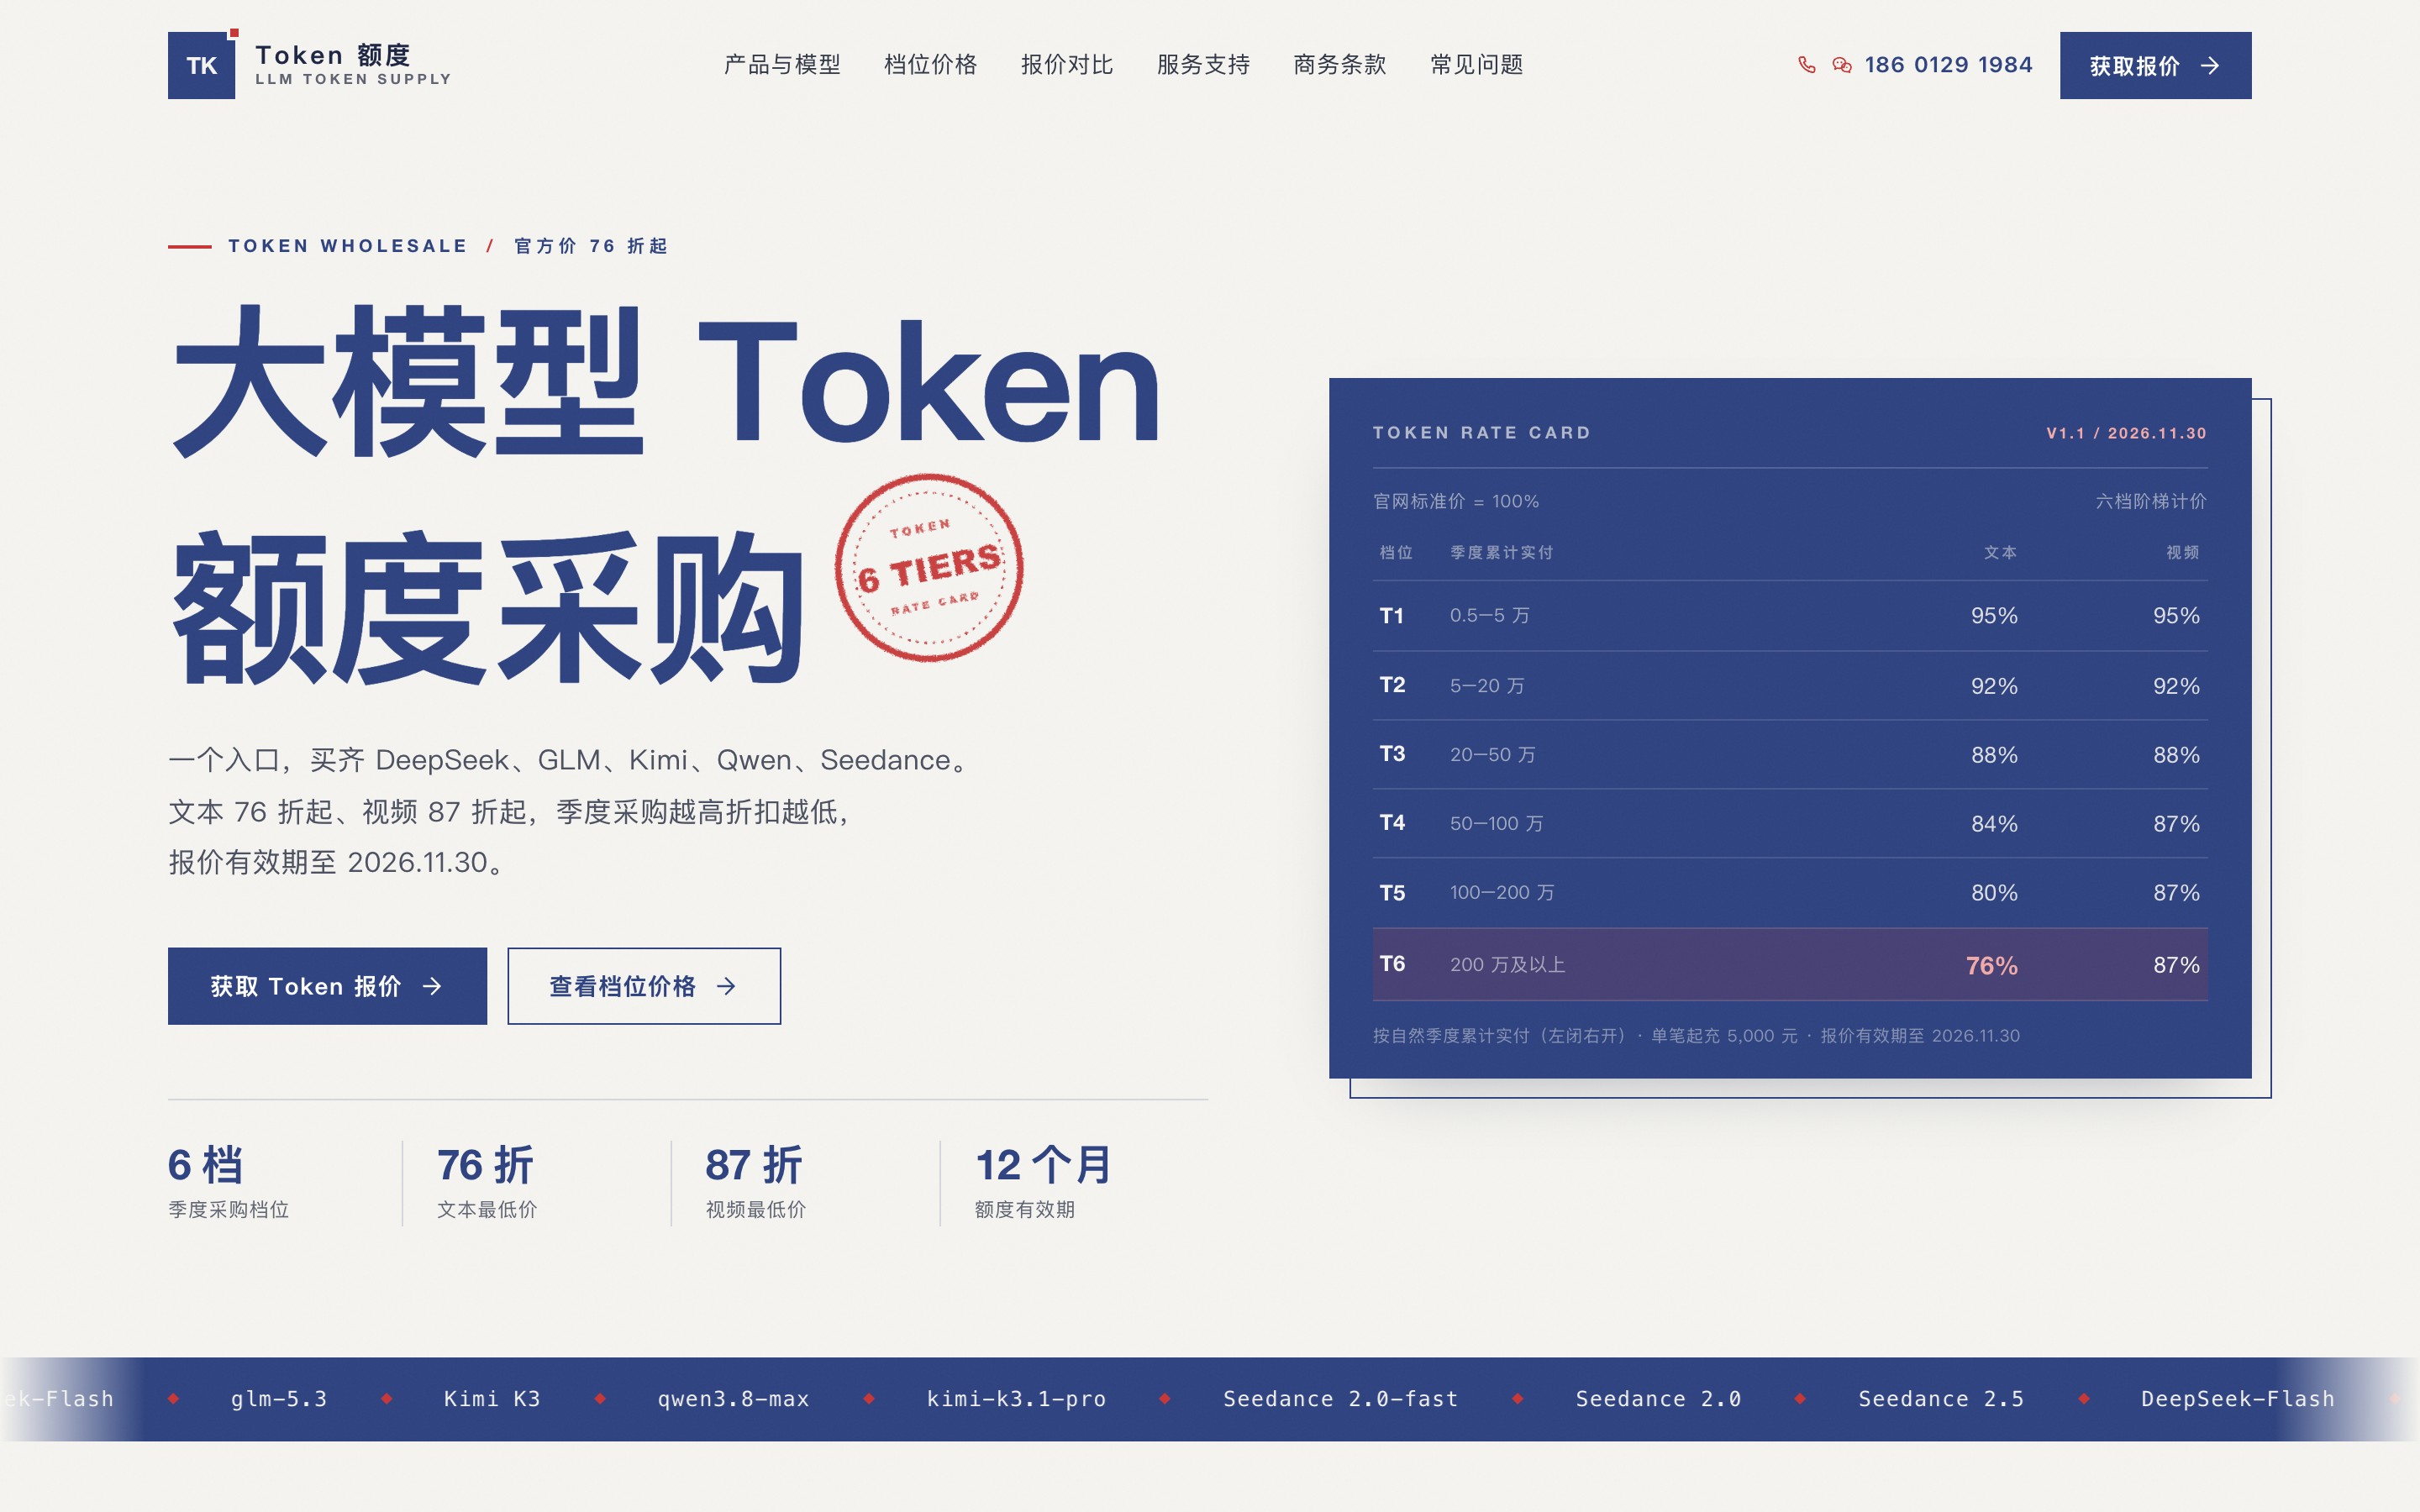 TK
Token 额度
LLM TOKEN SUPPLY
产品与模型 档位价格 报价对比 服务支持 商务条款 常见问题
186 0129 1984
获取报价 →
TOKEN WHOLESALE / 官方价 76 折起
大模型 Token
额度采购
TOKEN
6 TIERS
RATE CARD
一个入口，买齐 DeepSeek、GLM、Kimi、Qwen、Seedance。
文本 76 折起、视频 87 折起，季度采购越高折扣越低，
报价有效期至 2026.11.30。
获取 Token 报价 →
查看档位价格 →
6 档
季度采购档位
76 折
文本最低价
87 折
视频最低价
12 个月
额度有效期
TOKEN RATE CARD V1.1 / 2026.11.30
官网标准价 = 100% 六档阶梯计价
档位 季度累计实付 文本 视频
T1 0.5—5 万 95% 95%
T2 5—20 万 92% 92%
T3 20—50 万 88% 88%
T4 50—100 万 84% 87%
T5 100—200 万 80% 87%
T6 200 万及以上 76% 87%
按自然季度累计实付（左闭右开）· 单笔起充 5,000 元 · 报价有效期至 2026.11.30
ek-Flash ◆ glm-5.3 ◆ Kimi K3 ◆ qwen3.8-max ◆ kimi-k3.1-pro ◆ Seedance 2.0-fast ◆ Seedance 2.0 ◆ Seedance 2.5 ◆ DeepSeek-Flash